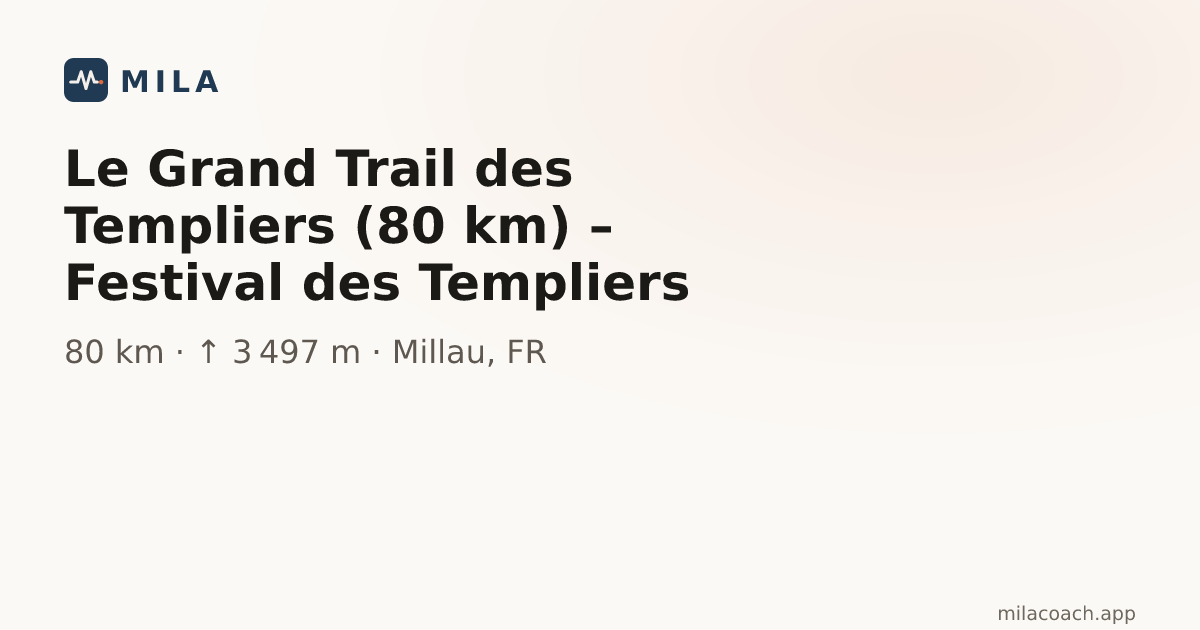 MILA
Le Grand Trail des
Templiers (80 km) –
Festival des Templiers
80 km · ↑ 3 497 m · Millau, FR
milacoach.app